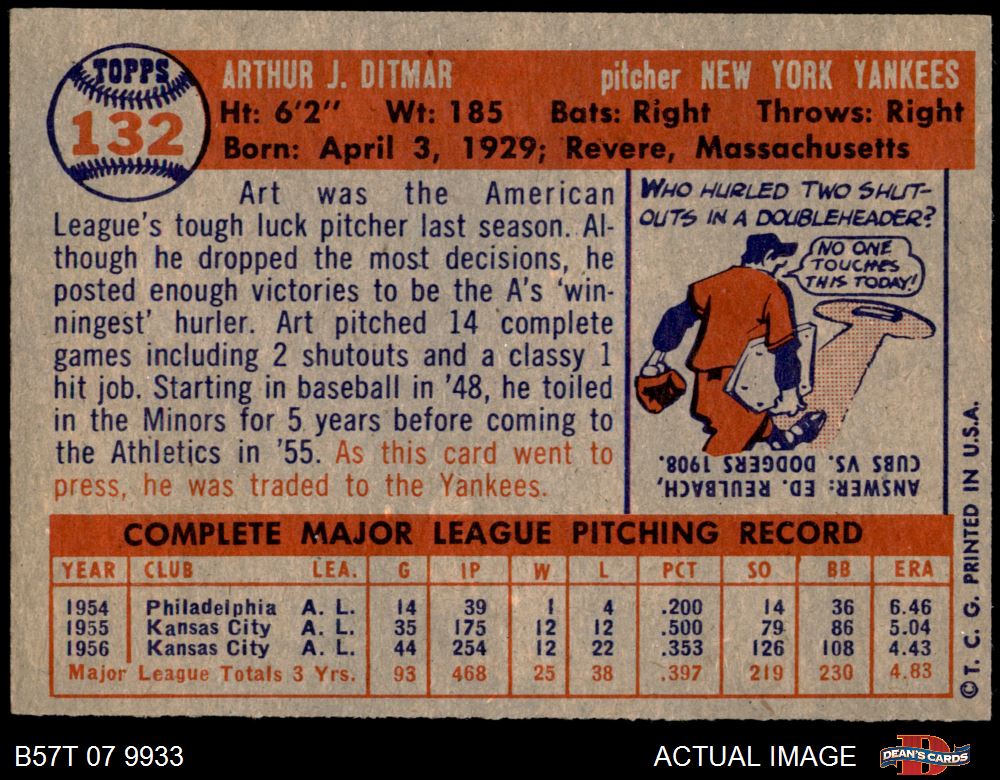 TOPPS
132
ARTHUR J. DITMAR pitcher NEW YORK YANKEES
Ht: 6'2" Wt: 185 Bats: Right Throws: Right
Born: April 3, 1929; Revere, Massachusetts
Art was the American
League's tough luck pitcher last season. Al-
though he dropped the most decisions, he
posted enough victories to be the A's 'win-
ningest' hurler. Art pitched 14 complete
games including 2 shutouts and a classy 1
hit job. Starting in baseball in '48, he toiled
in the Minors for 5 years before coming to
the Athletics in '55. As this card went to
press, he was traded to the Yankees.
WHO HURLED TWO SHUT-
OUTS IN A DOUBLEHEADER?
NO ONE
TOUCHES
THIS TODAY!
ANSWER: ED. REULBACH,
CUBS VS. DODGERS 1908.
COMPLETE MAJOR LEAGUE PITCHING RECORD
YEAR CLUB LEA. G IP W L PCT SO BB ERA
1954 Philadelphia A. L. 14 39 1 4 .200 14 36 6.46
1955 Kansas City A. L. 35 175 12 12 .500 79 86 5.04
1956 Kansas City A. L. 44 254 12 22 .353 126 108 4.43
Major League Totals 3 Yrs. 93 468 25 38 .397 219 230 4.83
© T. C. G. PRINTED IN U.S.A.
B57T 07 9933 ACTUAL IMAGE
DEAN'S CARDS